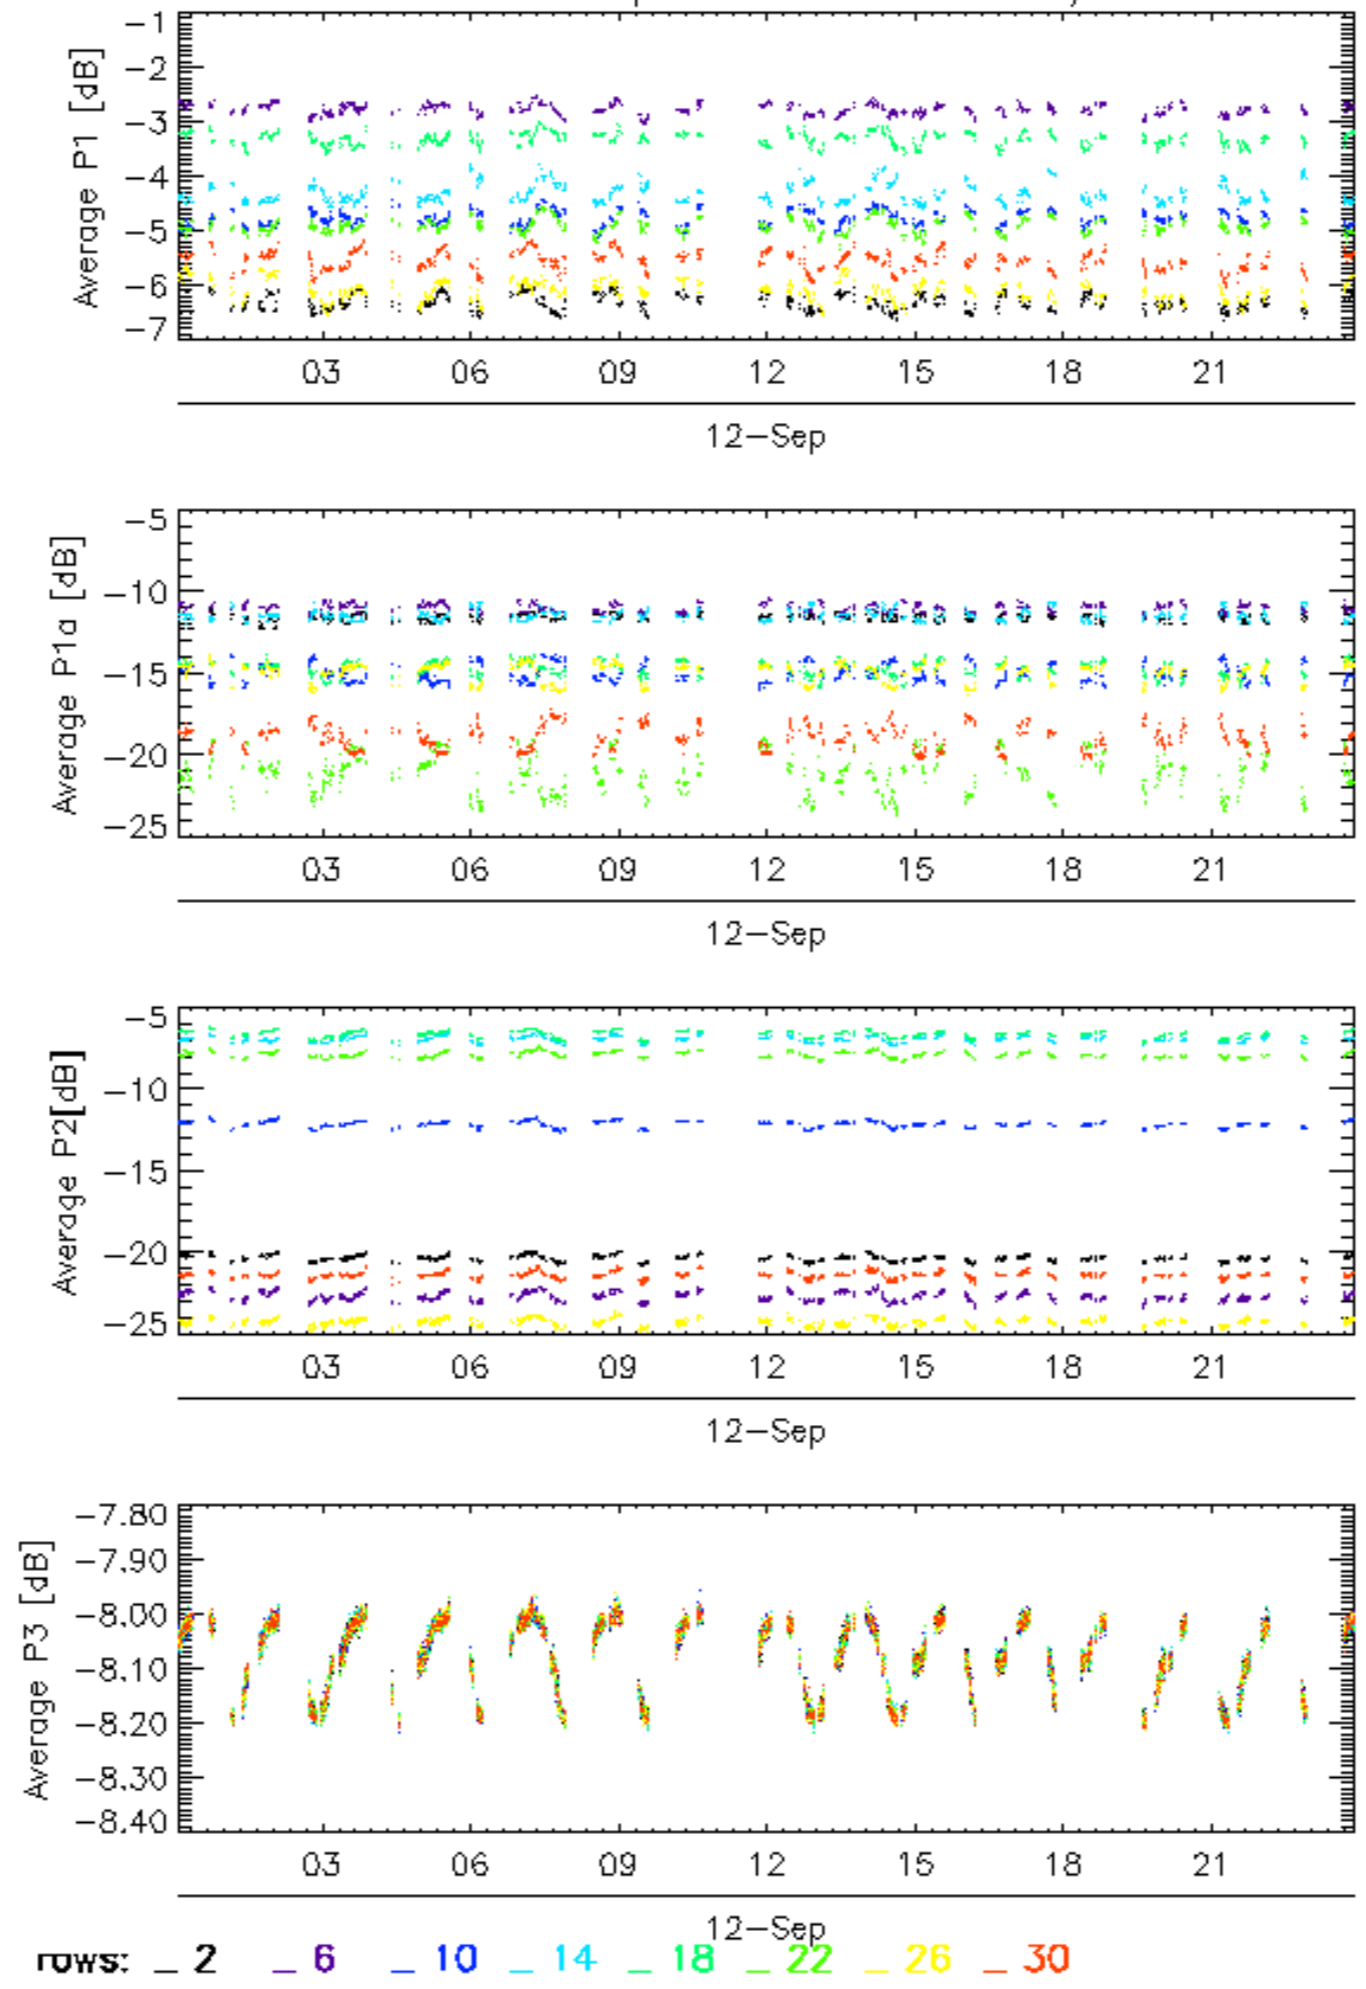 −1
−2
−3
−4
−5
−6
−7
Average P1 [dB]
03 06 09 12 15 18 21
12−Sep
−5
−10
−15
−20
−25
Average P1a [dB]
03 06 09 12 15 18 21
12−Sep
−5
−10
−15
−20
−25
Average P2[dB]
03 06 09 12 15 18 21
12−Sep
−7.80
−7.90
−8.00
−8.10
−8.20
−8.30
−8.40
Average P3 [dB]
03 06 09 12 15 18 21
12−Sep
rows: _ 2 _ 6 _ 10 _ 14 _ 18 _ 22 _ 26 _ 30